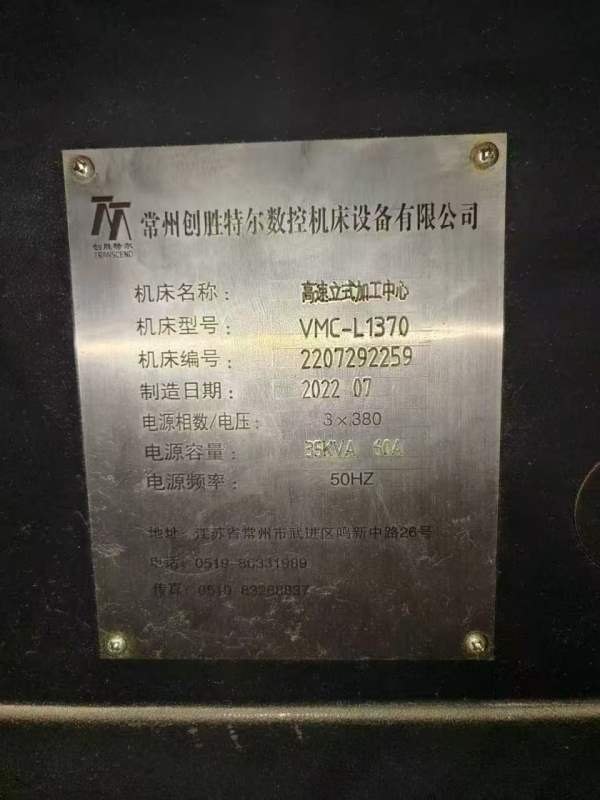 常州创胜特尔数控机床设备有限公司
创胜特尔
TRANSCEND
机床名称： 高速立式加工中心
机床型号： VMC-L1370
机床编号： 2207292259
制造日期： 2022 07
电源相数/电压： 3×380
电源容量： 35KVA 60A
电源频率： 50HZ
地址：江苏省常州市武进区鸣新中路26号
电话：0519 86331989
传真：0519 83268837